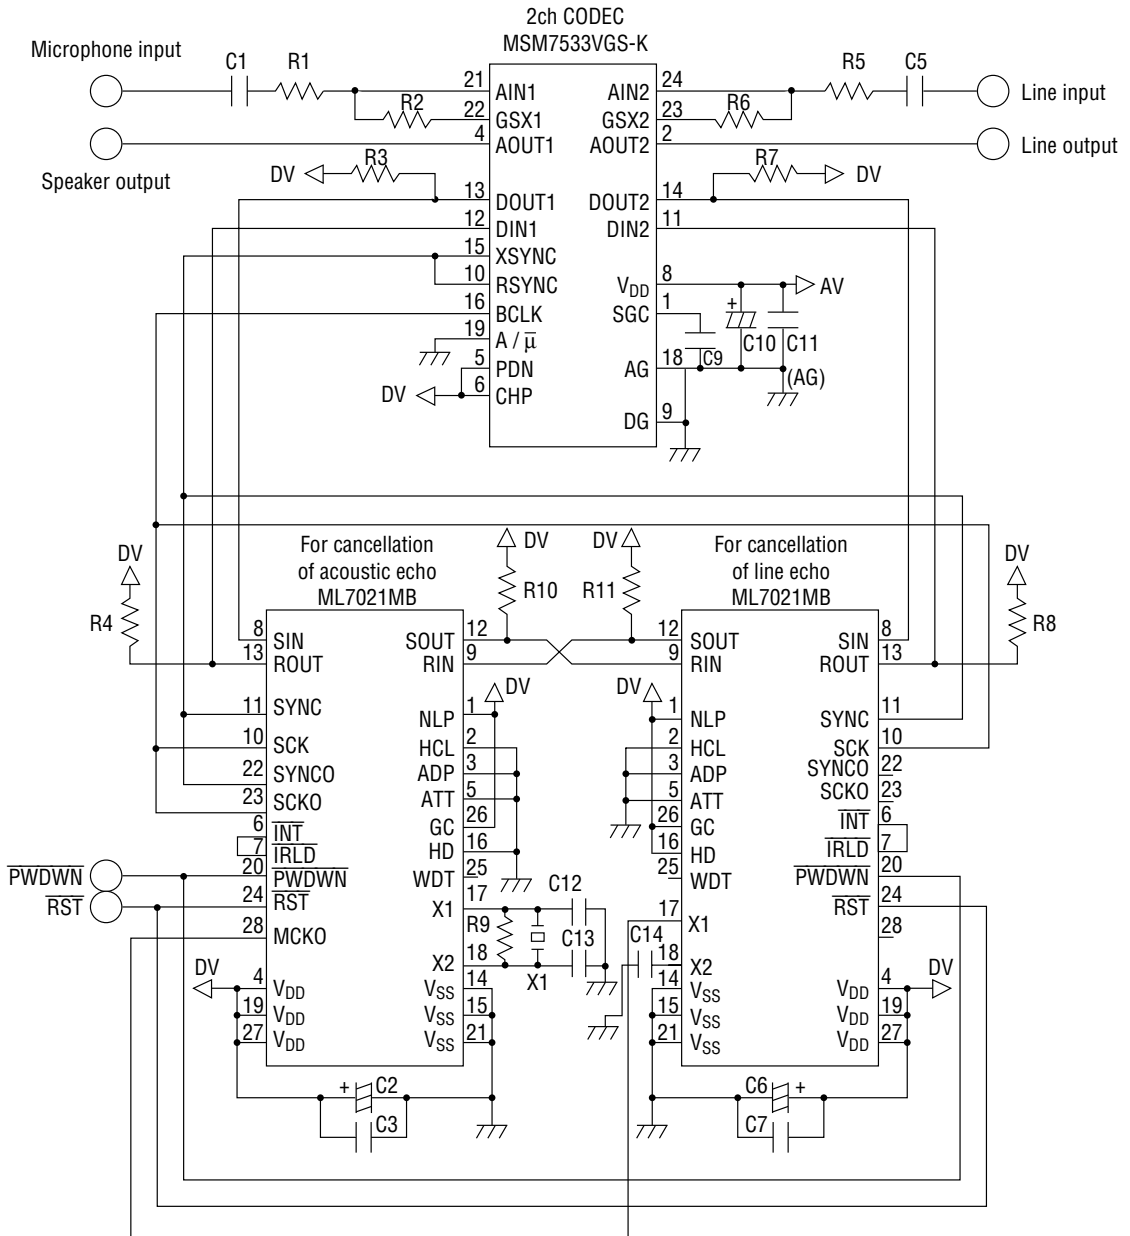 2ch CODEC
MSM7533VGS-K
Microphone input
C1
R1
R2
21
22
4
AIN1
GSX1
AOUT1
AIN2
GSX2
AOUT2
24
23
2
R5
C5
R6
Line input
Line output
Speaker output
DV
R3
R7
DV
13
12
15
10
16
19
5
6
DOUT1
DIN1
XSYNC
RSYNC
BCLK
A / μ̅
PDN
CHP
DV
DOUT2
DIN2
VDD
SGC
AG
DG
14
11
8
1
18
9
AV
+
C9
C10
C11
(AG)
For cancellation
of acoustic echo
ML7021MB
DV
R10
DV
R11
For cancellation
of line echo
ML7021MB
DV
R4
DV
R8
8
13
11
10
22
23
6
7
20
24
28
4
19
27
SIN
ROUT
SYNC
SCK
SYNCO
SCKO
INT
IRLD
PWDWN
RST
MCKO
VDD
VDD
VDD
SOUT
RIN
NLP
HCL
ADP
ATT
GC
HD
WDT
X1
X2
VSS
VSS
VSS
12
9
1
2
3
5
26
16
25
17
18
14
15
21
DV
DV
PWDWN
RST
DV
R9
X1
C12
C13
C14
12
9
1
2
3
5
26
16
25
17
18
14
15
21
SOUT
RIN
NLP
HCL
ADP
ATT
GC
HD
WDT
X1
X2
VSS
VSS
VSS
SIN
ROUT
SYNC
SCK
SYNCO
SCKO
INT
IRLD
PWDWN
RST
VDD
VDD
VDD
8
13
11
10
22
23
6
7
20
24
28
4
19
27
DV
+ C2
C3
C6 +
C7